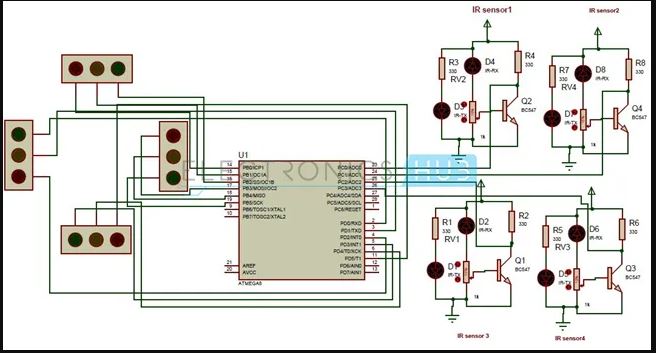 IR sensor1
IR sensor2
R3
330
RV2
D4
IR-RX
R4
330
D3
IR-TX
1k
Q2
BC547
R7
330
RV4
D8
IR-RX
R8
330
D7
IR-TX
1k
Q4
BC547
ELECTRONICS HUB
U1
14 PB0/ICP1
15 PB1/OC1A
16 PB2/SS/OC1B
17 PB3/MOSI/OC2
18 PB4/MISO
19 PB5/SCK
9 PB6/TOSC1/XTAL1
10 PB7/TOSC2/XTAL2
21 AREF
20 AVCC
PC0/ADC0 23
PC1/ADC1 24
PC2/ADC2 25
PC3/ADC3 26
PC4/ADC4/SDA 27
PC5/ADC5/SCL 28
PC6/RESET 1
PD0/RXD 2
PD1/TXD 3
PD2/INT0 4
PD3/INT1 5
PD4/T0/XCK 6
PD5/T1 11
PD6/AIN0 12
PD7/AIN1 13
ATMEGA8
R1
330
RV1
D2
IR-RX
R2
330
D1
IR-TX
1k
Q1
BC547
R5
330
RV3
D6
IR-RX
R6
330
D5
IR-TX
1k
Q3
BC547
IR sensor 3
IR sensor4